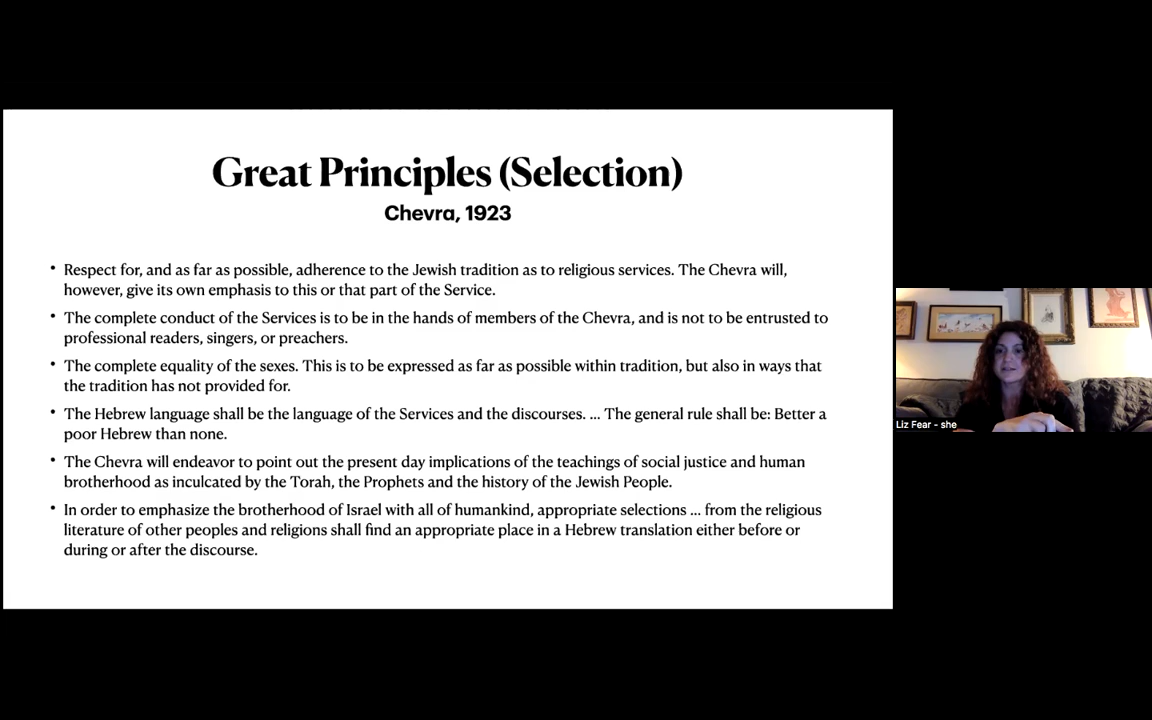 Great Principles (Selection)
Chevra, 1923
• Respect for, and as far as possible, adherence to the Jewish tradition as to religious services. The Chevra will,
however, give its own emphasis to this or that part of the Service.
• The complete conduct of the Services is to be in the hands of members of the Chevra, and is not to be entrusted to
professional readers, singers, or preachers.
• The complete equality of the sexes. This is to be expressed as far as possible within tradition, but also in ways that
the tradition has not provided for.
• The Hebrew language shall be the language of the Services and the discourses. ... The general rule shall be: Better a
poor Hebrew than none.
• The Chevra will endeavor to point out the present day implications of the teachings of social justice and human
brotherhood as inculcated by the Torah, the Prophets and the history of the Jewish People.
• In order to emphasize the brotherhood of Israel with all of humankind, appropriate selections ... from the religious
literature of other peoples and religions shall find an appropriate place in a Hebrew translation either before or
during or after the discourse.
Liz Fear - she